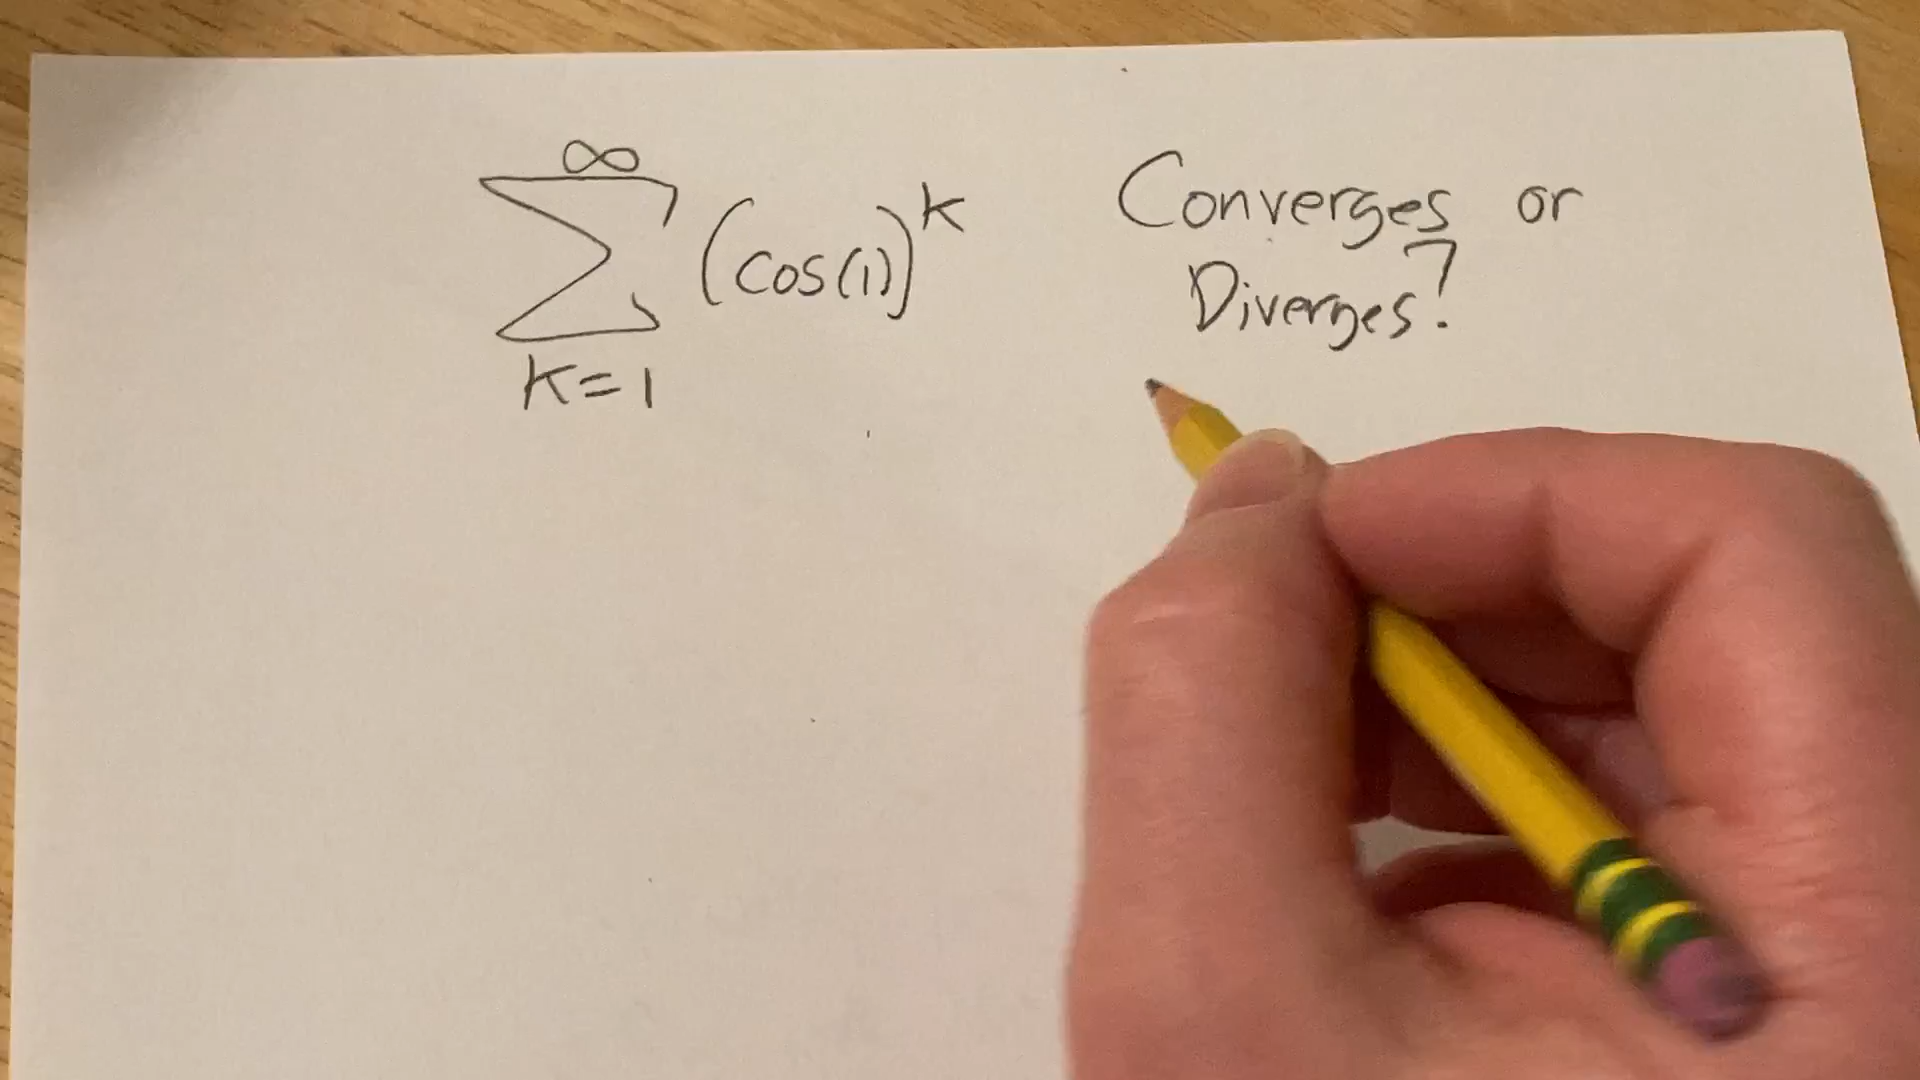 ∞
∑ (cos(1))^k Converges or
Diverges?
k=1